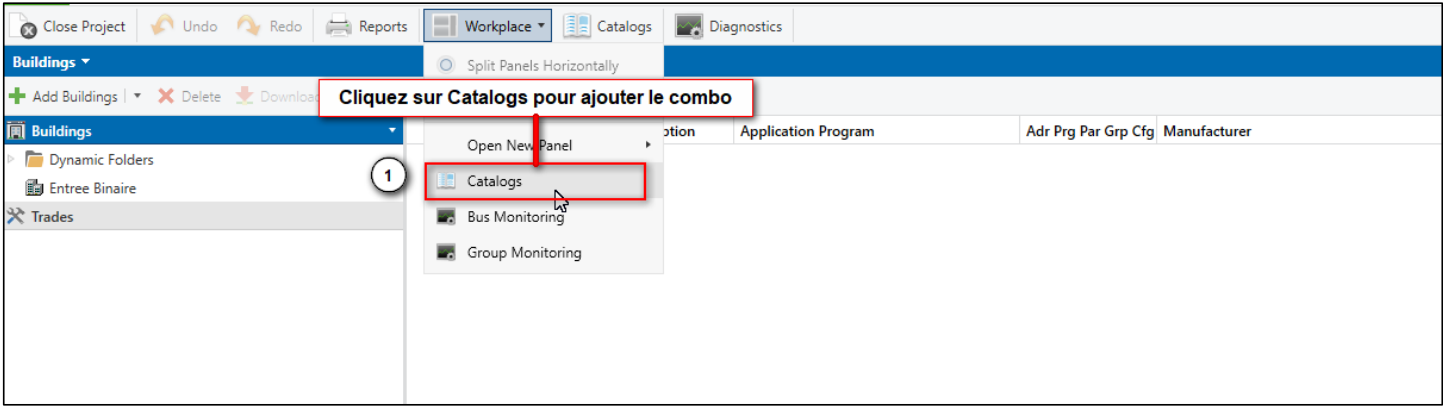 Close Project Undo Redo Reports Workplace Catalogs Diagnostics
Buildings
Split Panels Horizontally
Add Buildings Delete
Cliquez sur Catalogs pour ajouter le combo
Buildings
Application Program Adr Prg Par Grp Cfg Manufacturer
Open New Panel
Dynamic Folders
1 Catalogs
Entree Binaire
Trades
Bus Monitoring
Group Monitoring